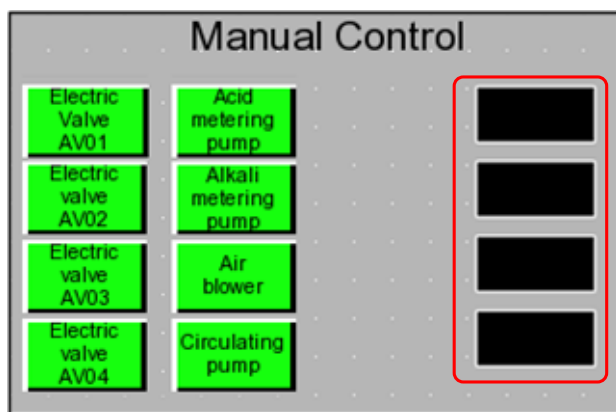 Manual Control
Electric
Valve
AV01
Acid
metering
pump
Electric
valve
AV02
Alkali
metering
pump
Electric
valve
AV03
Air
blower
Electric
valve
AV04
Circulating
pump